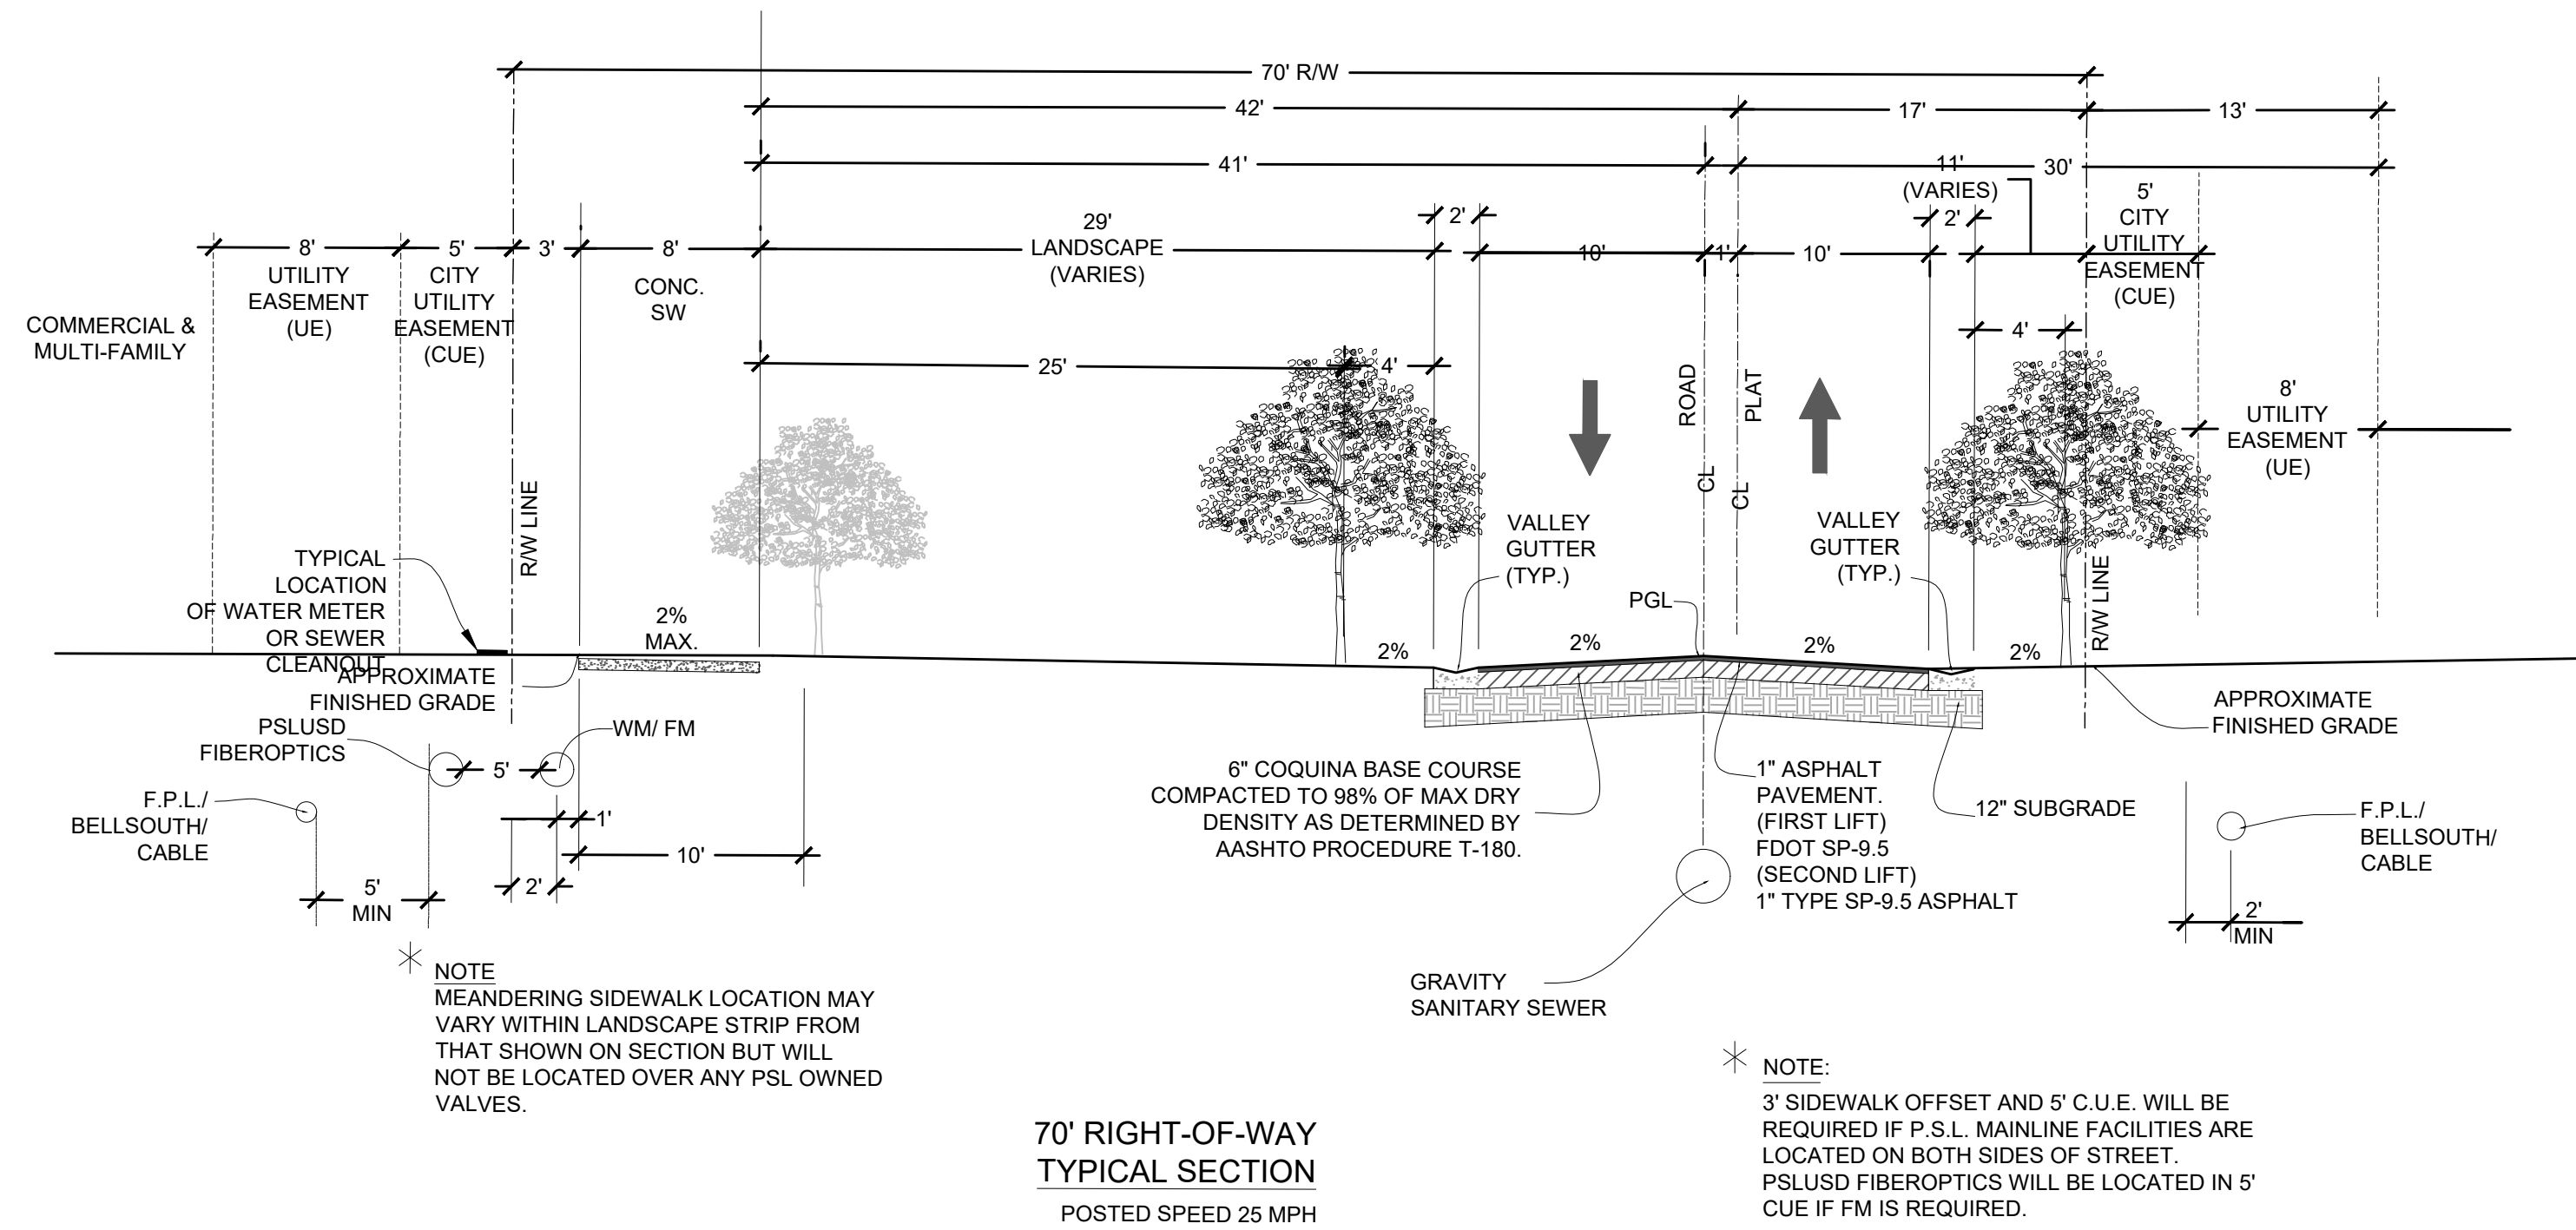 70' R/W
42'
17'
13'
41'
11'
(VARIES)
30'
8'
UTILITY
EASEMENT
(UE)
5'
CITY
UTILITY
EASEMENT
(CUE)
3'
8'
CONC.
SW
29'
LANDSCAPE
(VARIES)
2'
10'
1'
10'
2'
5'
CITY
UTILITY
EASEMENT
(CUE)
COMMERCIAL &
MULTI-FAMILY
25'
4'
4'
ROAD
CL
PLAT
CL
8'
UTILITY
EASEMENT
(UE)
R/W LINE
VALLEY
GUTTER
(TYP.)
VALLEY
GUTTER
(TYP.)
R/W LINE
TYPICAL
LOCATION
OF WATER METER
OR SEWER
CLEANOUT
2%
MAX.
PGL
2%
2%
2%
2%
APPROXIMATE
FINISHED GRADE
APPROXIMATE
FINISHED GRADE
PSLUSD
FIBEROPTICS
5'
WM/ FM
F.P.L./
BELLSOUTH/
CABLE
1'
10'
2'
5'
MIN
6" COQUINA BASE COURSE
COMPACTED TO 98% OF MAX DRY
DENSITY AS DETERMINED BY
AASHTO PROCEDURE T-180.
1" ASPHALT
PAVEMENT.
(FIRST LIFT)
FDOT SP-9.5
(SECOND LIFT)
1" TYPE SP-9.5 ASPHALT
12" SUBGRADE
F.P.L./
BELLSOUTH/
CABLE
2'
MIN
GRAVITY
SANITARY SEWER
NOTE
MEANDERING SIDEWALK LOCATION MAY
VARY WITHIN LANDSCAPE STRIP FROM
THAT SHOWN ON SECTION BUT WILL
NOT BE LOCATED OVER ANY PSL OWNED
VALVES.
NOTE:
3' SIDEWALK OFFSET AND 5' C.U.E. WILL BE
REQUIRED IF P.S.L. MAINLINE FACILITIES ARE
LOCATED ON BOTH SIDES OF STREET.
PSLUSD FIBEROPTICS WILL BE LOCATED IN 5'
CUE IF FM IS REQUIRED.
70' RIGHT-OF-WAY
TYPICAL SECTION
POSTED SPEED 25 MPH